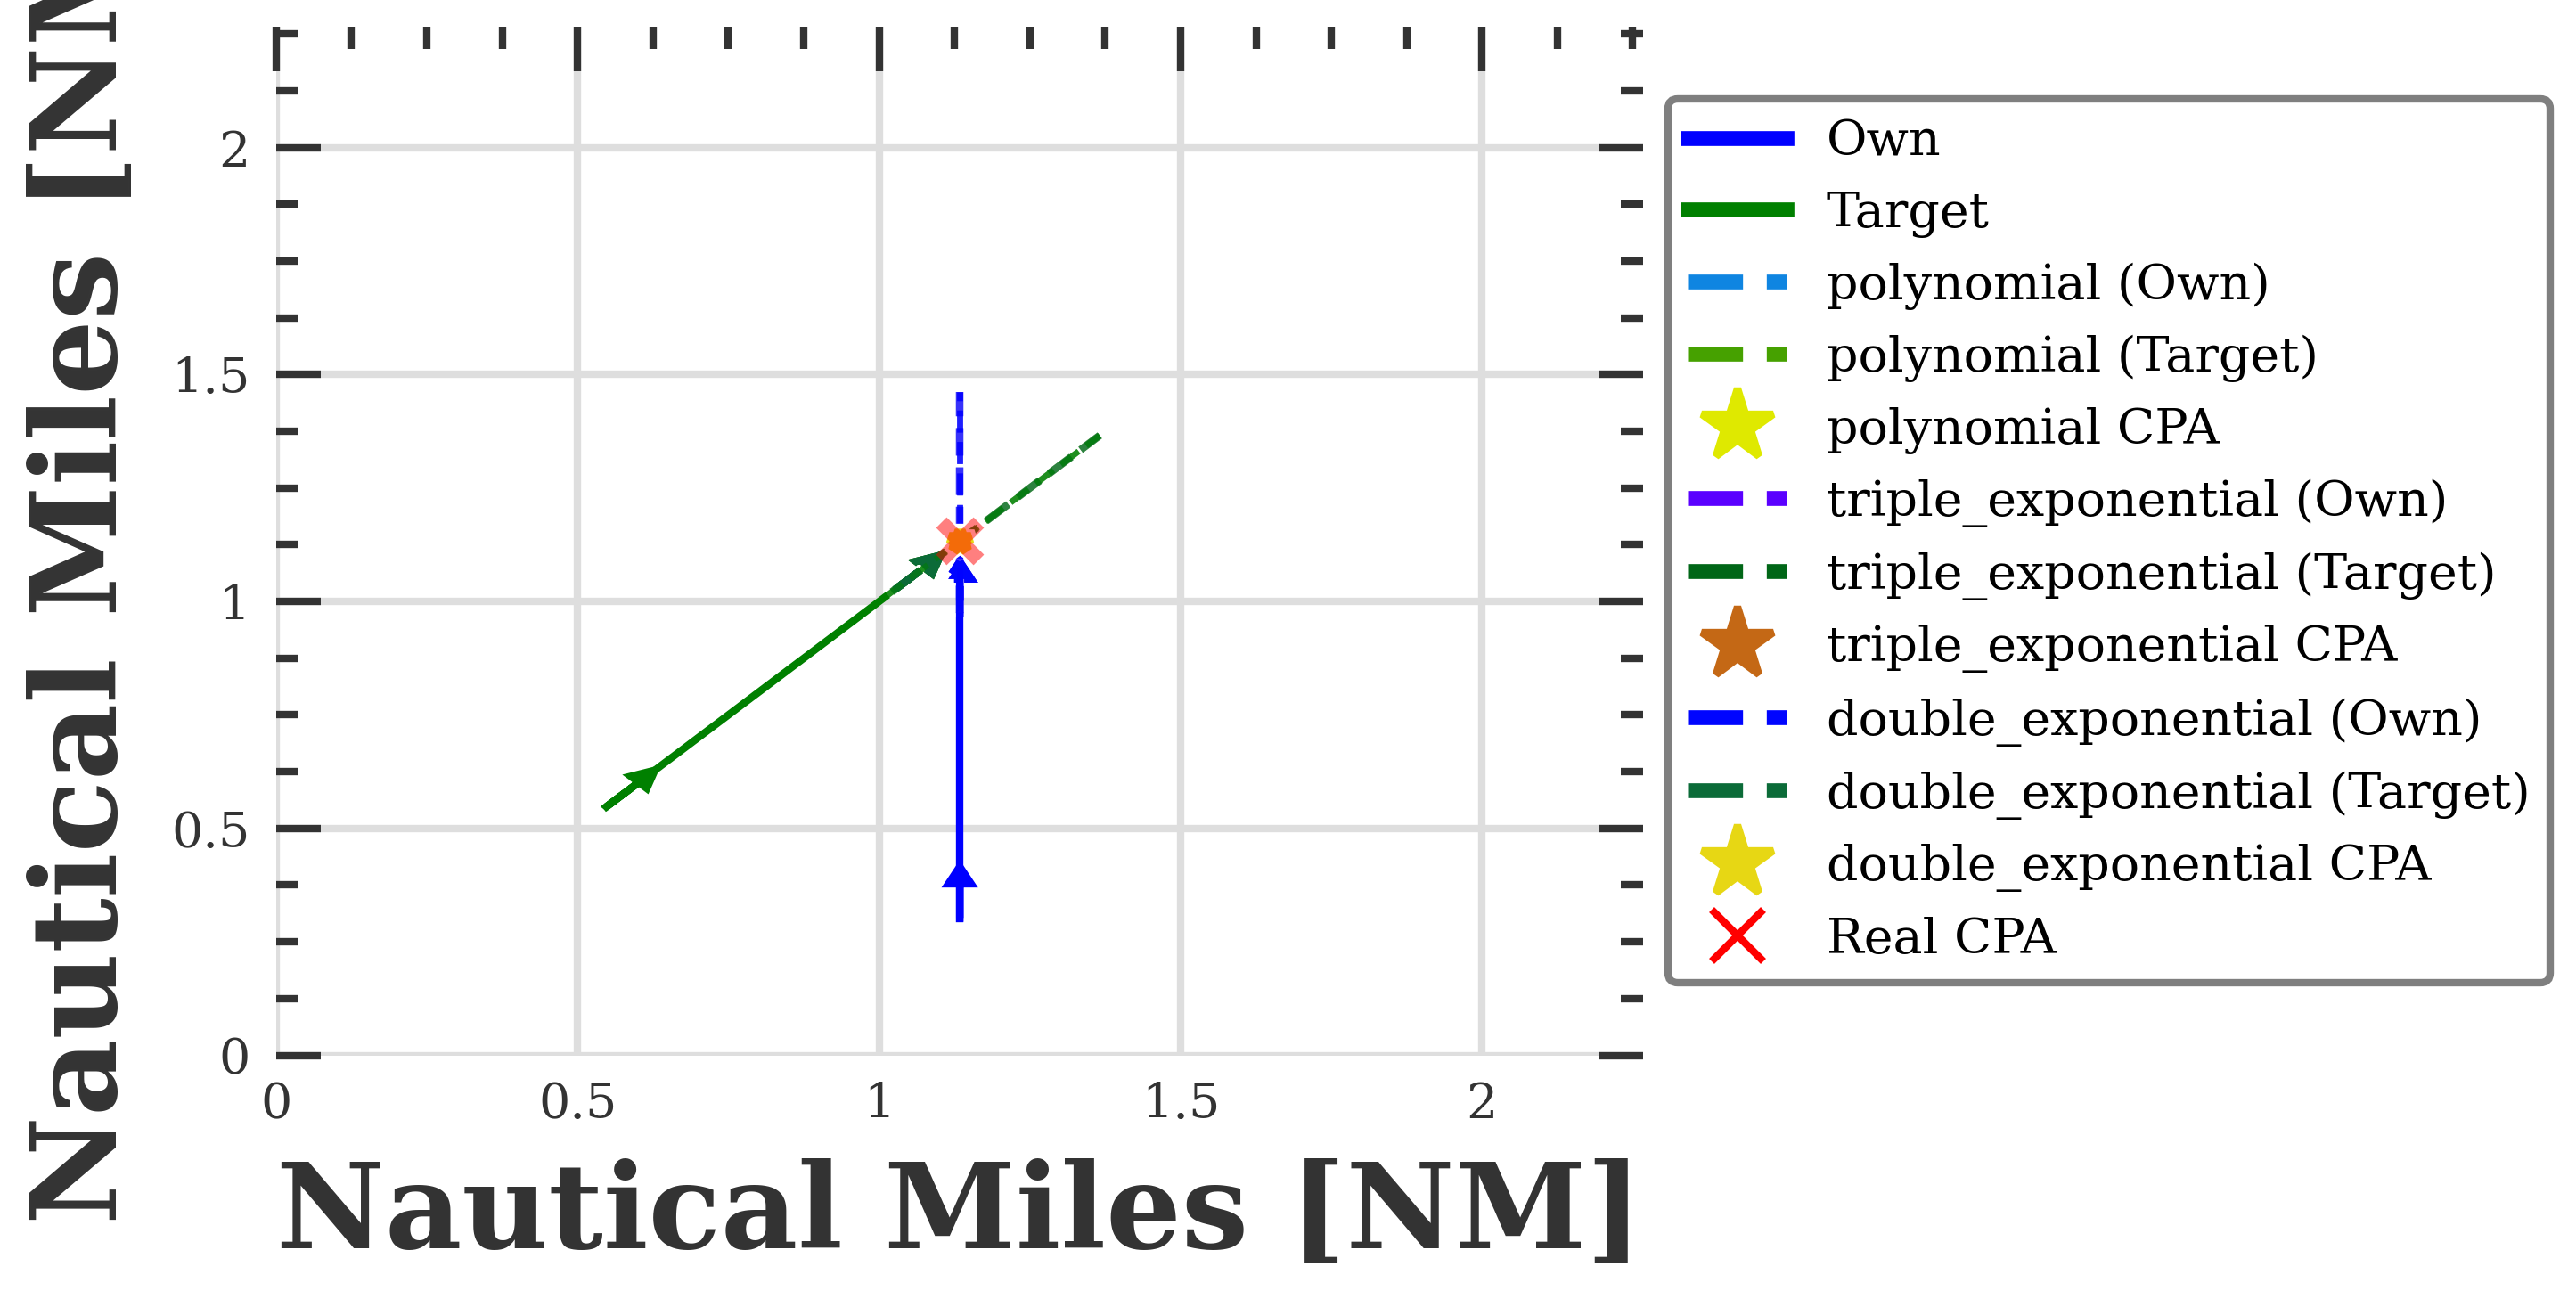 Nautical Miles [NM
2
1.5
1
0.5
0
0 0.5 1 1.5 2
Nautical Miles [NM]
Own
Target
polynomial (Own)
polynomial (Target)
polynomial CPA
triple_exponential (Own)
triple_exponential (Target)
triple_exponential CPA
double_exponential (Own)
double_exponential (Target)
double_exponential CPA
Real CPA